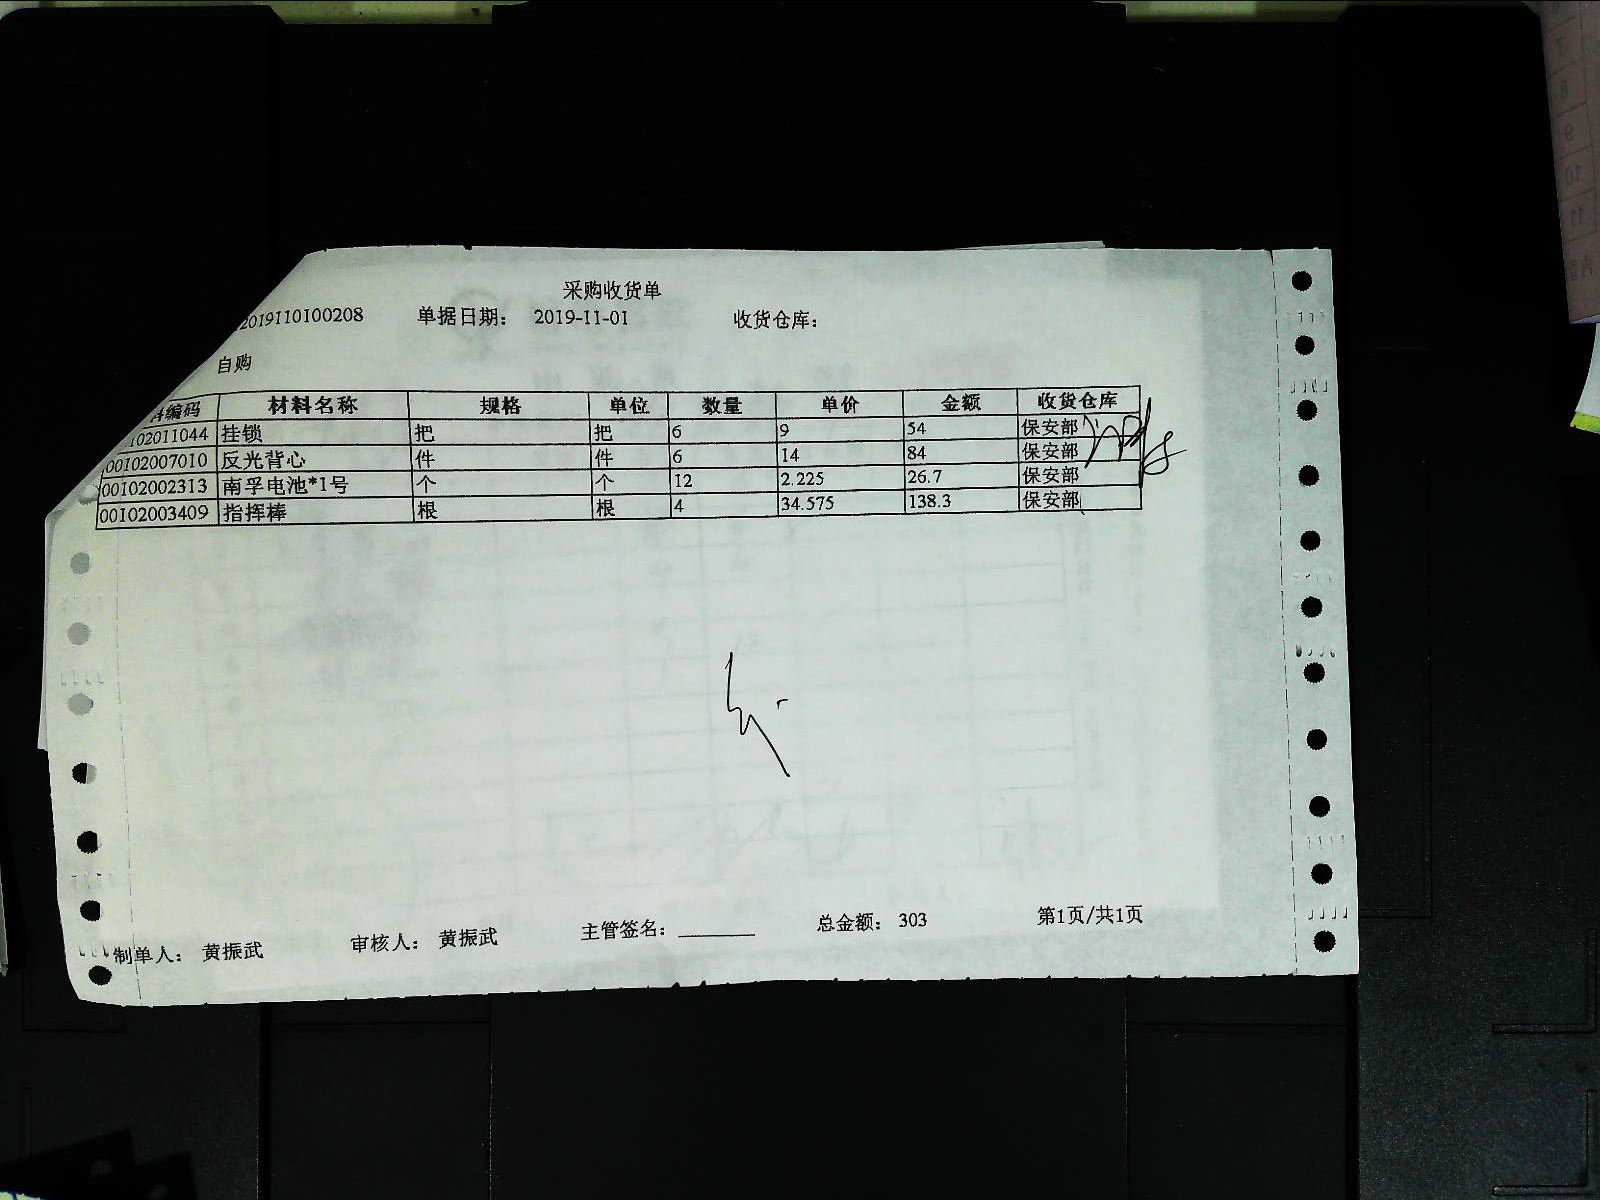 采购收货单
2019110100208 单据日期： 2019-11-01 收货仓库：
自购
编码 材料名称 规格 单位 数量 单价 金额 收货仓库
102011044 挂锁 把 把 6 9 54 保安部
00102007010 反光背心 件 件 6 14 84 保安部
00102002313 南孚电池*1号 个 个 12 2.225 26.7 保安部
00102003409 指挥棒 根 根 4 34.575 138.3 保安部
制单人： 黄振武 审核人： 黄振武 主管签名：________ 总金额： 303 第1页/共1页